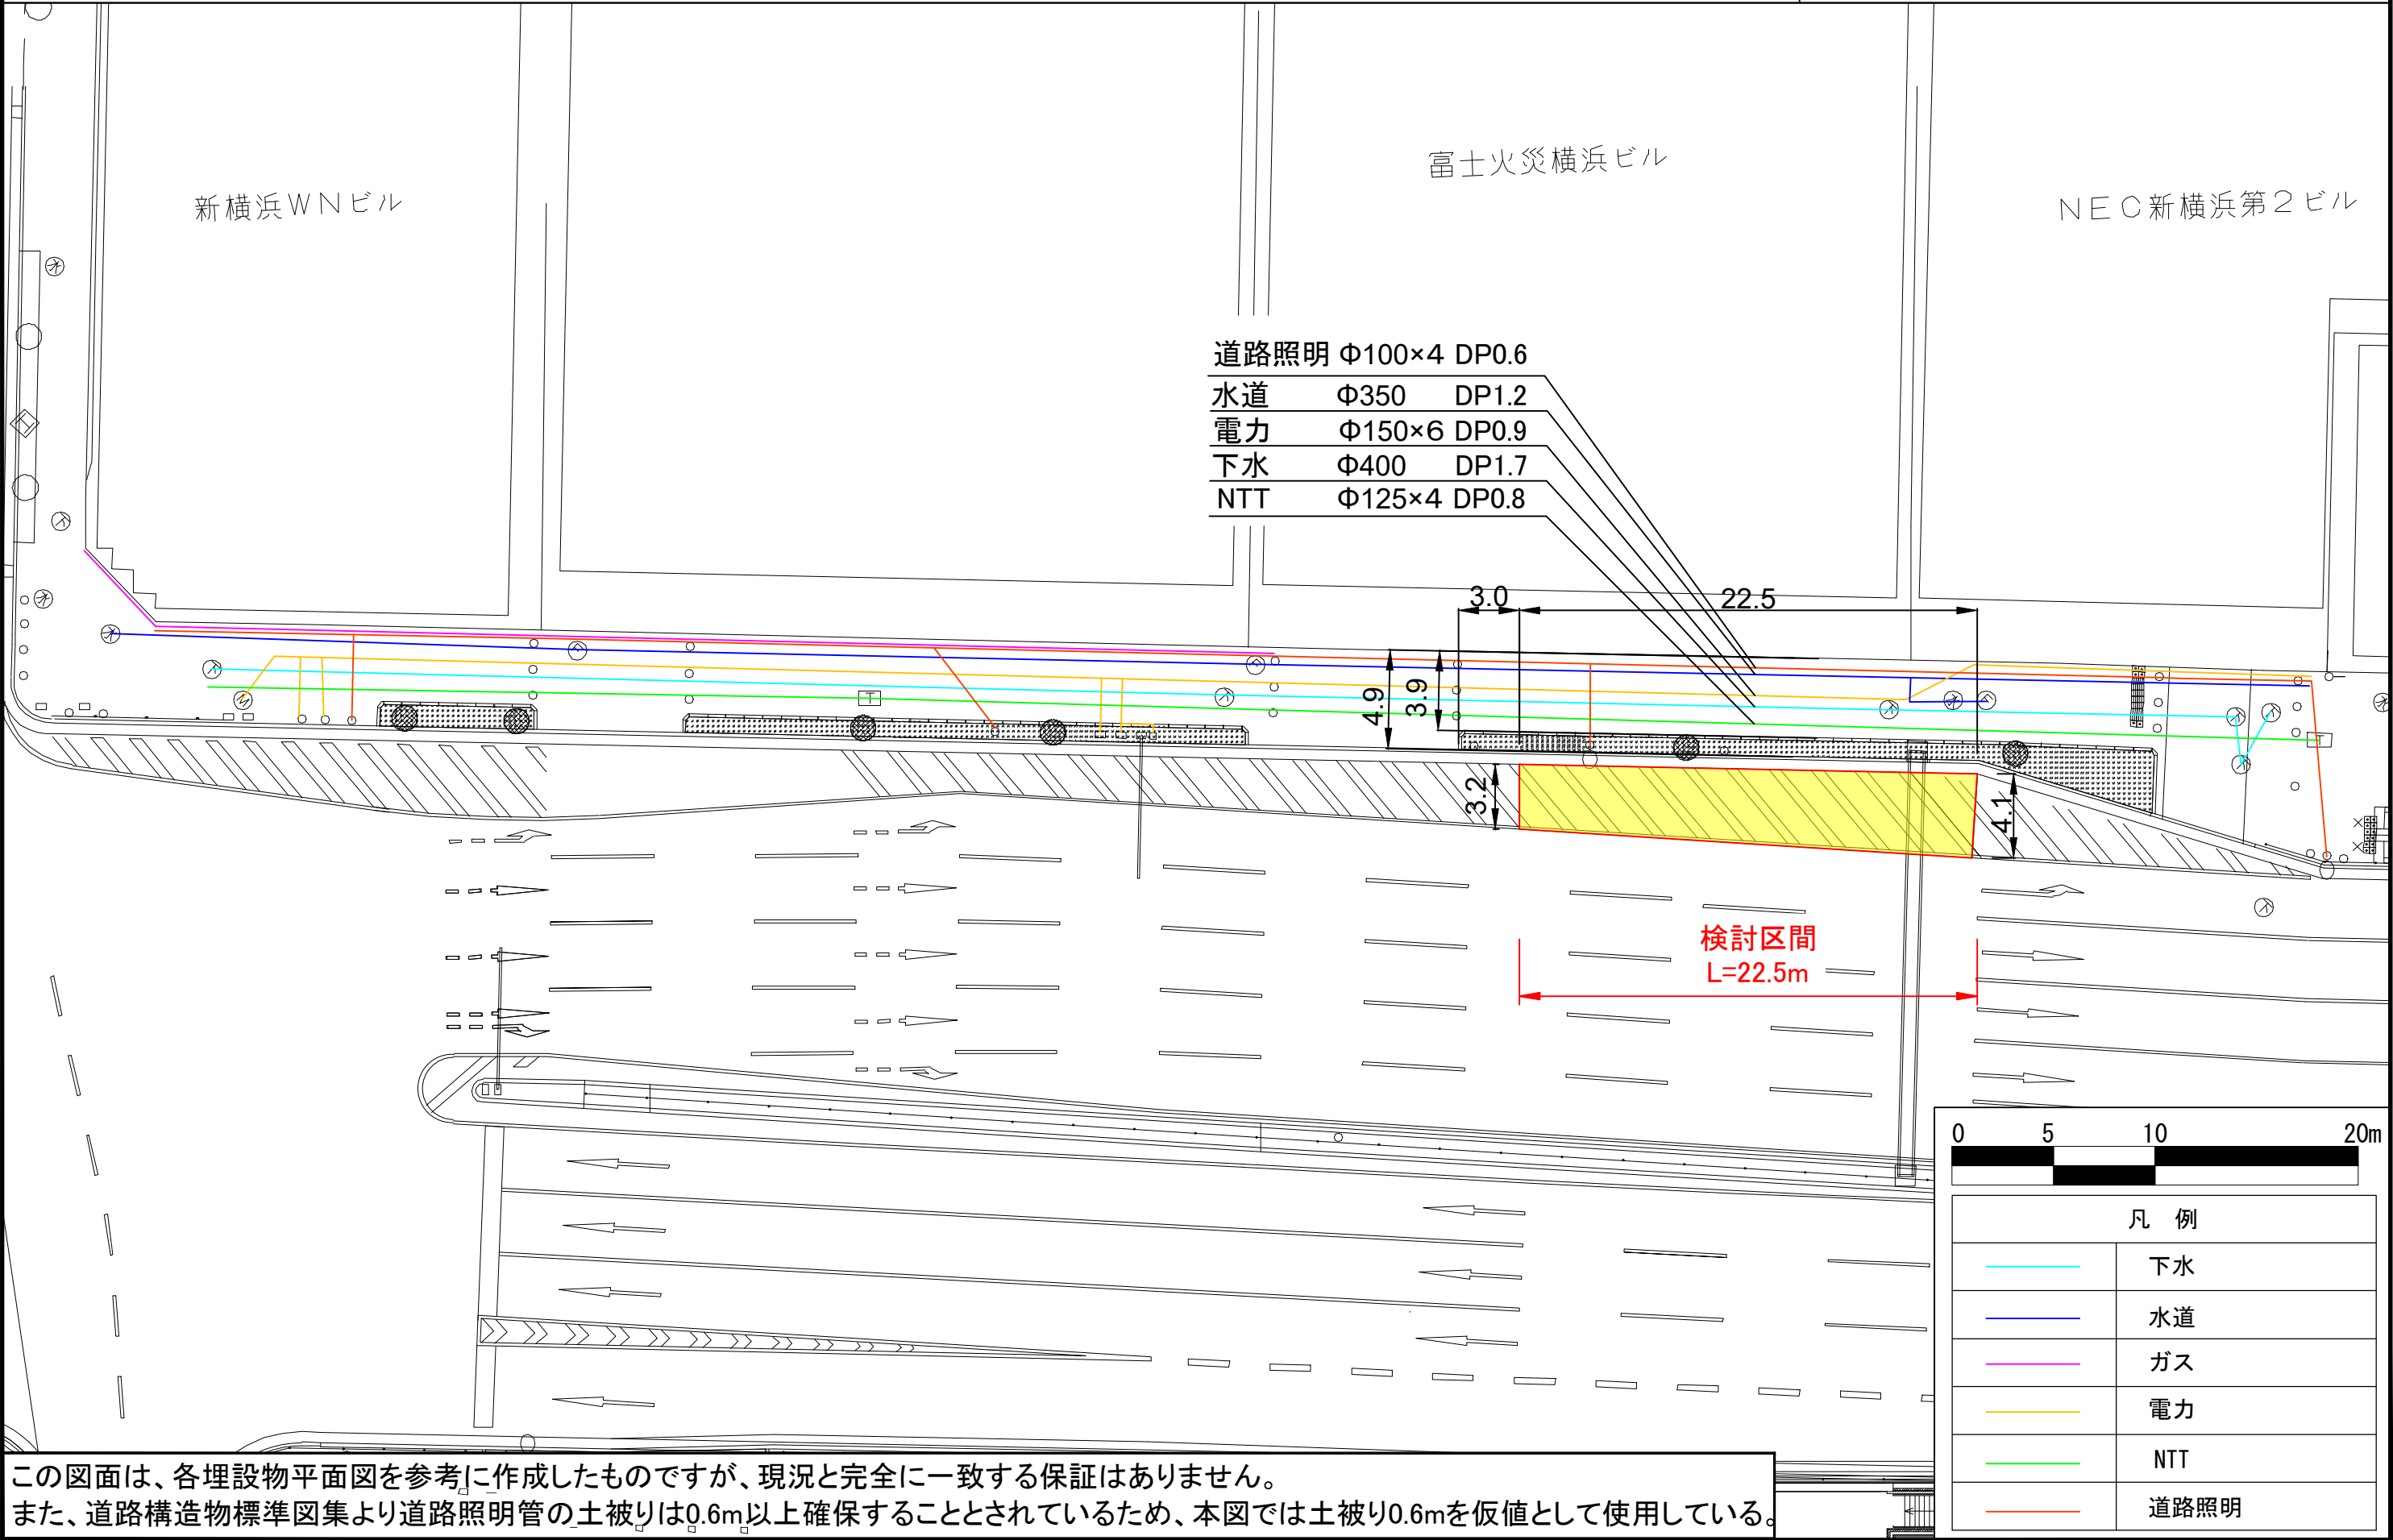 新横浜WNビル
富士火災横浜ビル
NEC新横浜第2ビル
道路照明 Φ100×4 DP0.6
水道 Φ350 DP1.2
電力 Φ150×6 DP0.9
下水 Φ400 DP1.7
NTT Φ125×4 DP0.8
3.0
22.5
4.9
3.9
3.2
4.1
検討区間
L=22.5m
0 5 10 20m
凡 例
下水
水道
ガス
電力
NTT
道路照明
この図面は、各埋設物平面図を参考に作成したものですが、現況と完全に一致する保証はありません。
また、道路構造物標準図集より道路照明管の土被りは0.6m以上確保することとされているため、本図では土被り0.6mを仮値として使用している。